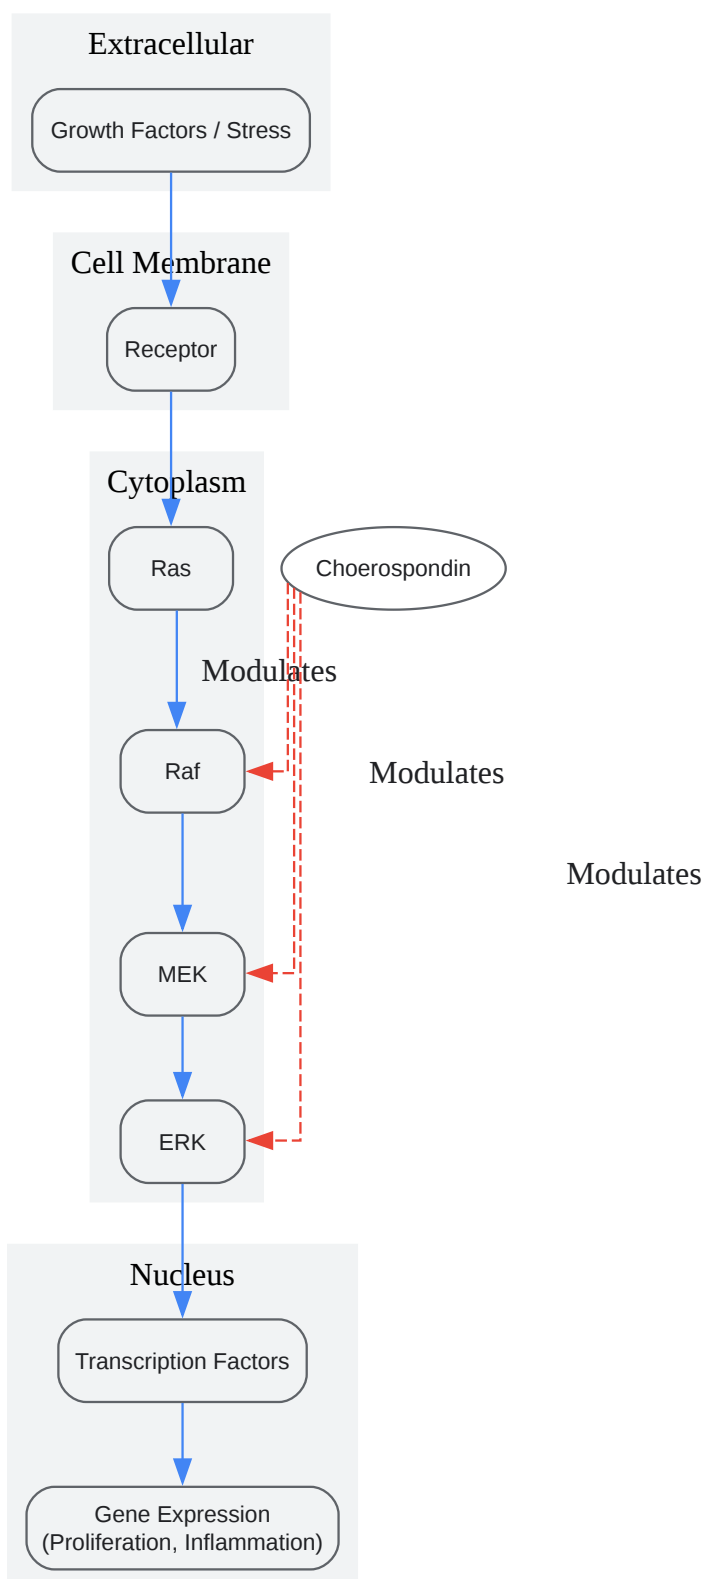 Extracellular
Growth Factors / Stress
Cell Membrane
Receptor
Cytoplasm
Ras
Choerospondin
Modulates
Raf
Modulates
Modulates
MEK
ERK
Nucleus
Transcription Factors
Gene Expression
(Proliferation, Inflammation)